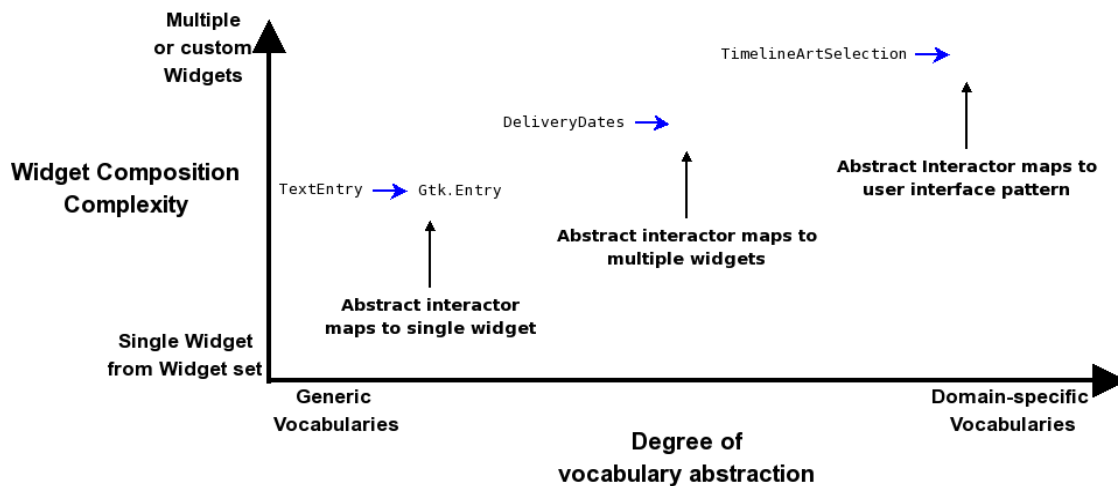 Multiple
or custom
Widgets
TimelineArtSelection
DeliveryDates
Widget Composition
Complexity
TextEntry
Gtk.Entry
Abstract Interactor maps to
user interface pattern
Abstract interactor maps to
multiple widgets
Abstract interactor
maps to single widget
Single Widget
from Widget set
Generic
Vocabularies
Domain-specific
Vocabularies
Degree of
vocabulary abstraction